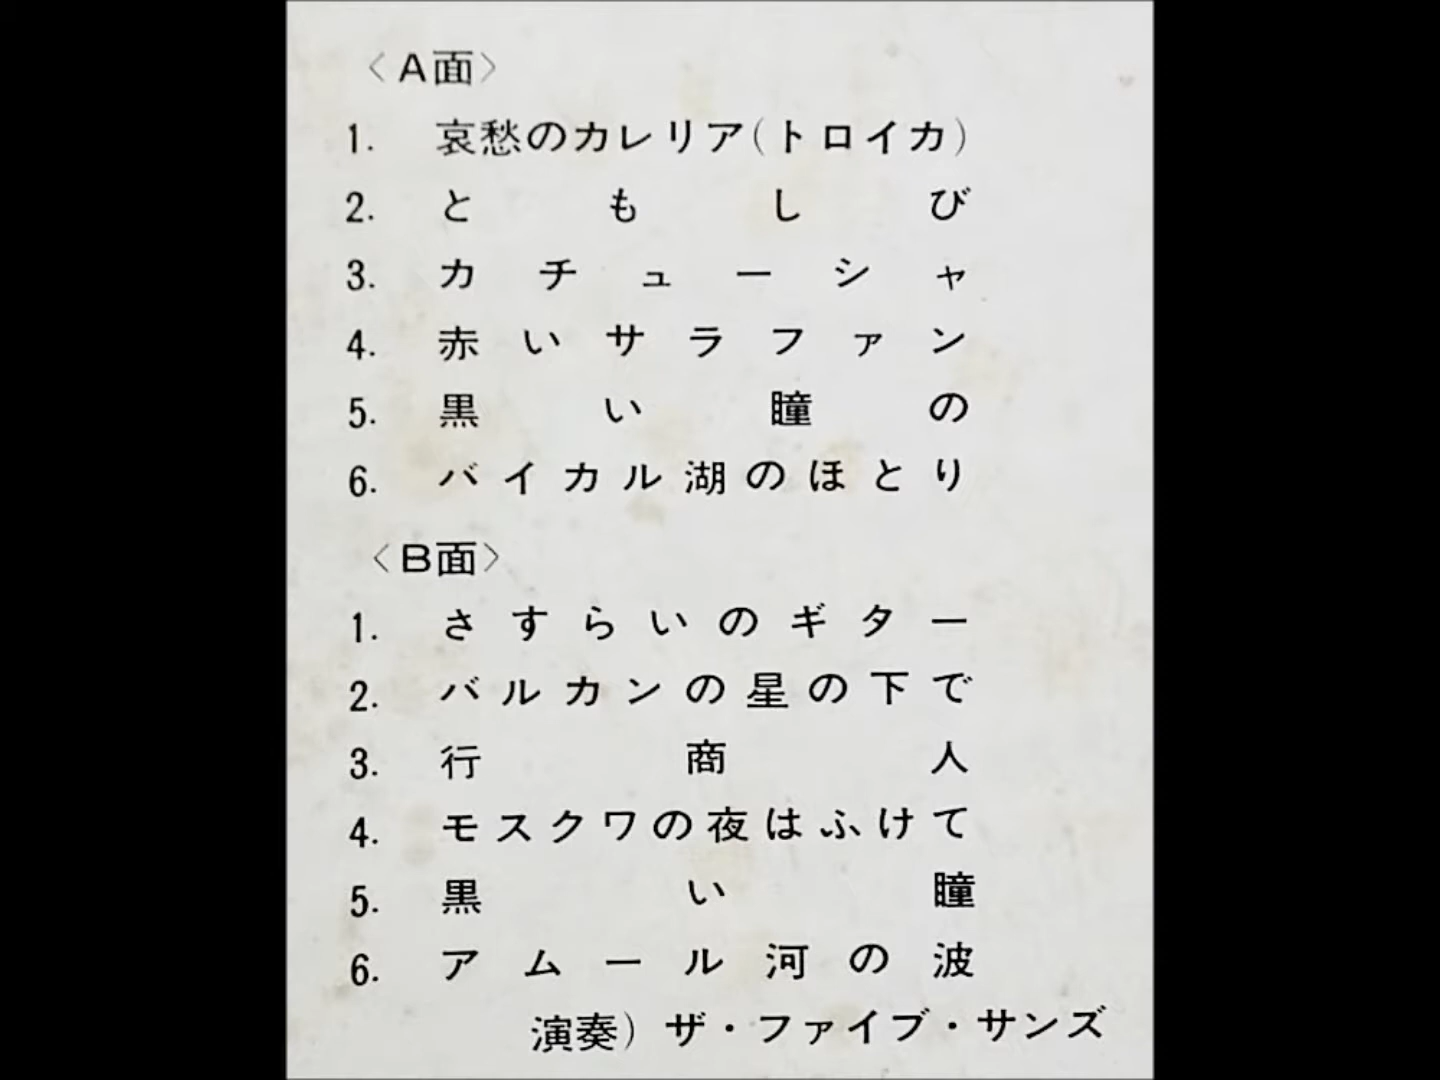 〈A面〉
1. 哀愁のカレリア(トロイカ)
2. ともしび
3. カチューシャ
4. 赤いサラファン
5. 黒い瞳の
6. バイカル湖のほとり
〈B面〉
1. さすらいのギター
2. バルカンの星の下で
3. 行商人
4. モスクワの夜はふけて
5. 黒い瞳
6. アムール河の波
演奏）ザ・ファイブ・サンズ